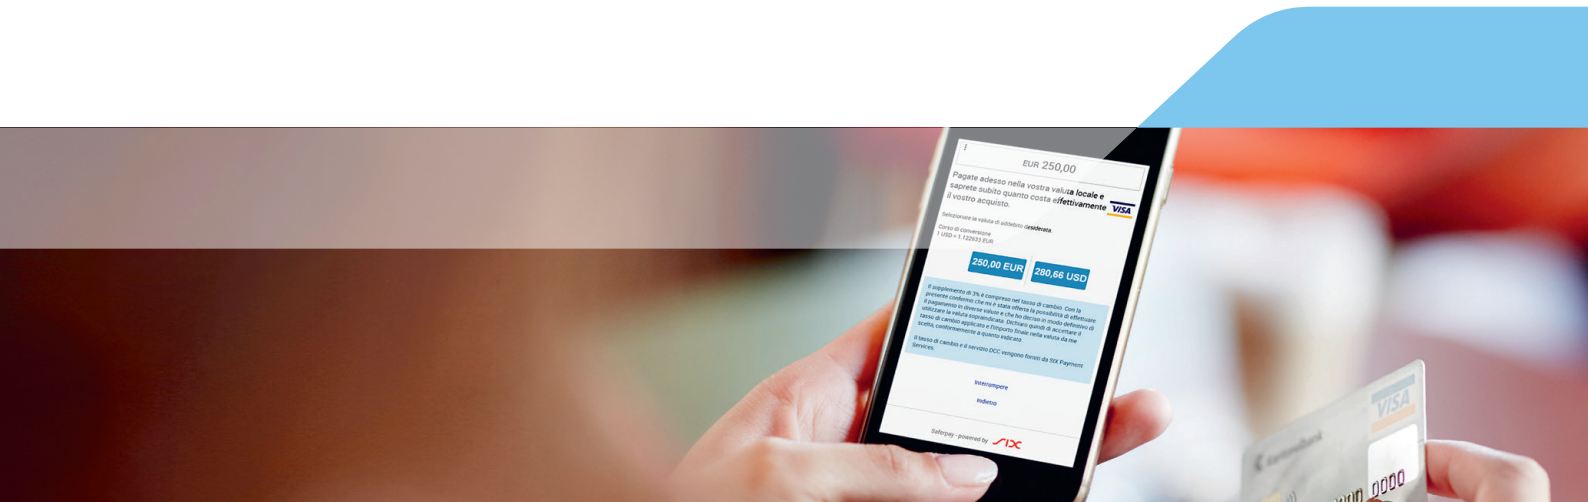 EUR 250,00
Pagate adesso nella vostra valuta locale e
saprete subito quanto costa effettivamente
il vostro acquisto.
VISA
Selezionate la valuta di addebito desiderata.
Corso di conversione
1 USD = 1.122633 EUR
250,00 EUR
280,66 USD
Il supplemento di 3% è compreso nel tasso di cambio. Con la
presente confermo che mi è stata offerta la possibilità di effettuare
il pagamento in diverse valute e che ho deciso in modo definitivo di
utilizzare la valuta sopraindicata. Dichiaro quindi di accettare il
tasso di cambio applicato e l'importo finale nella valuta da me
scelta, conformemente a quanto indicato.
Il tasso di cambio e il servizio DCC vengono forniti da SIX Payment
Services.
Interrompere
Indietro
Saferpay - powered by SIX
VISA
Kantonalbank